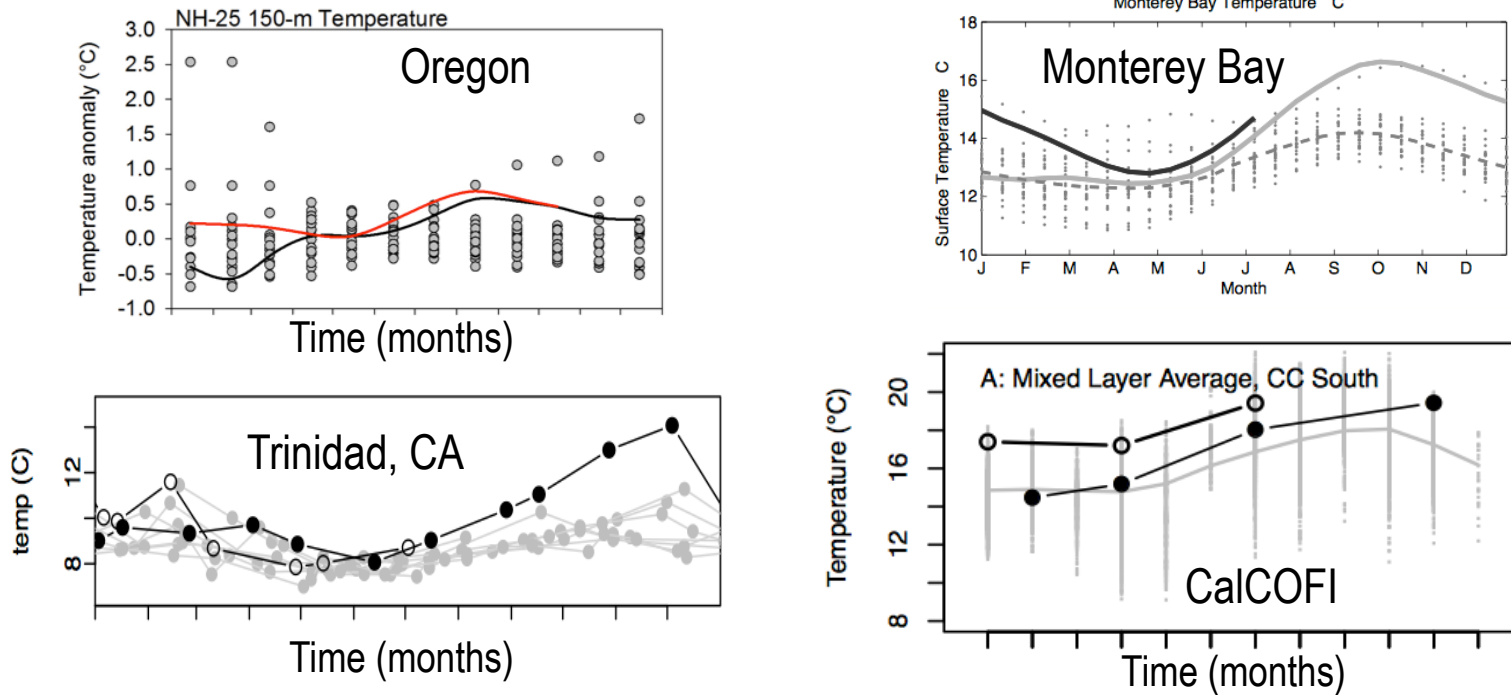 NH-25 150-m Temperature
Oregon
Temperature anomaly (°C)
3.0
2.5
2.0
1.5
1.0
0.5
0.0
-0.5
-1.0
Time (months)
Monterey Bay Temperature C
Monterey Bay
Surface Temperature C
18
16
14
12
10
J F M A M J J A S O N D
Month
Trinidad, CA
temp (C)
12
8
Time (months)
A: Mixed Layer Average, CC South
Temperature (°C)
20
16
12
8
CalCOFI
Time (months)